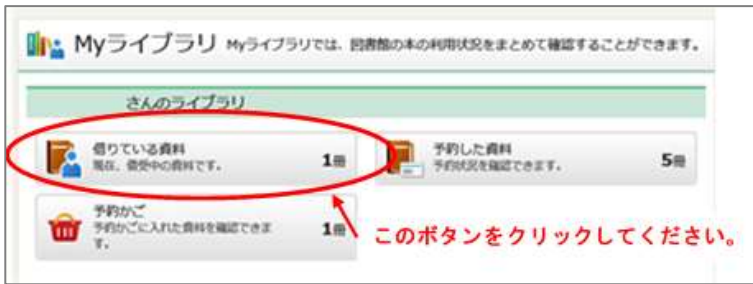 Myライブラリ Myライブラリでは、図書館の本の利用状況をまとめて確認することができます。
さんのライブラリ
借りている資料
現在、借受中の資料です。
1冊
予約した資料
予約状況を確認できます。
5冊
予約かご
予約かごに入れた資料を確認できま
す。
1冊
このボタンをクリックしてください。